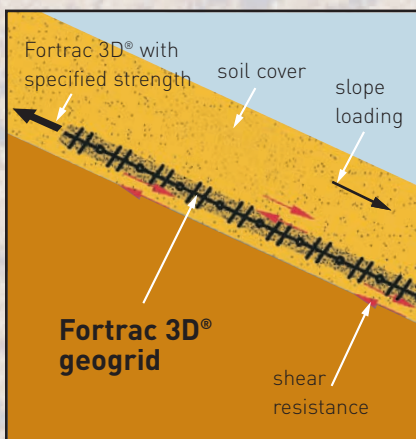 Fortrac 3D® with
specified strength
soil cover
slope
loading
Fortrac 3D®
geogrid
shear
resistance